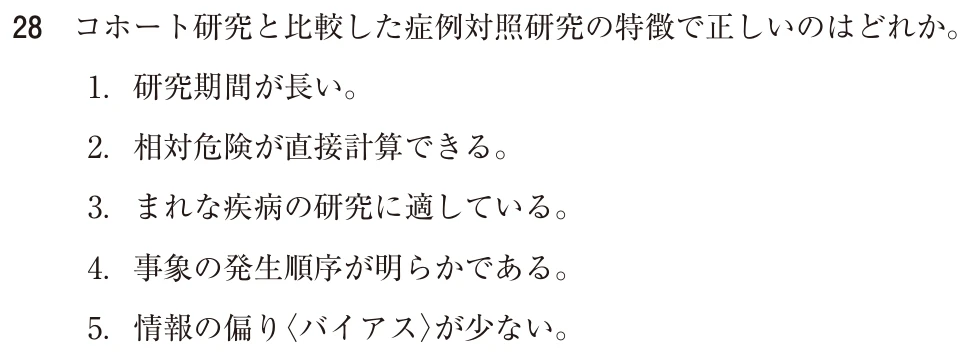 28 コホート研究と比較した症例対照研究の特徴で正しいのはどれか。
1. 研究期間が長い。
2. 相対危険が直接計算できる。
3. まれな疾病の研究に適している。
4. 事象の発生順序が明らかである。
5. 情報の偏り〈バイアス〉が少ない。